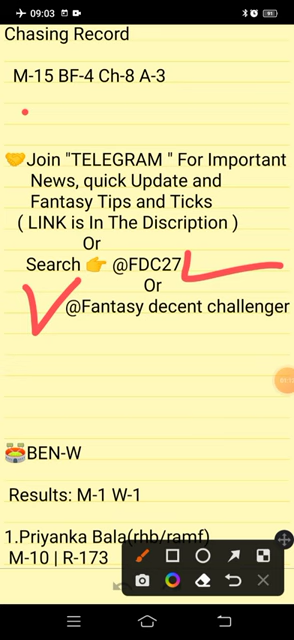 09:03
91
Chasing Record
M-15 BF-4 Ch-8 A-3
🤝Join "TELEGRAM " For Important
News, quick Update and
Fantasy Tips and Ticks
( LINK is In The Discription )
Or
Search 👉 @FDC27
Or
@Fantasy decent challenger
🏟️BEN-W
Results: M-1 W-1
1.Priyanka Bala(rhb/ramf)
M-10 | R-173